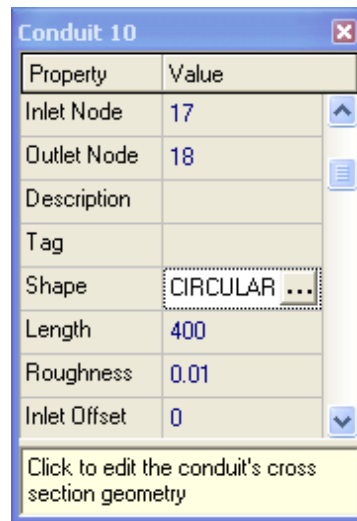 Conduit 10
Property Value
Inlet Node 17
Outlet Node 18
Description
Tag
Shape CIRCULAR ...
Length 400
Roughness 0.01
Inlet Offset 0
Click to edit the conduit's cross
section geometry